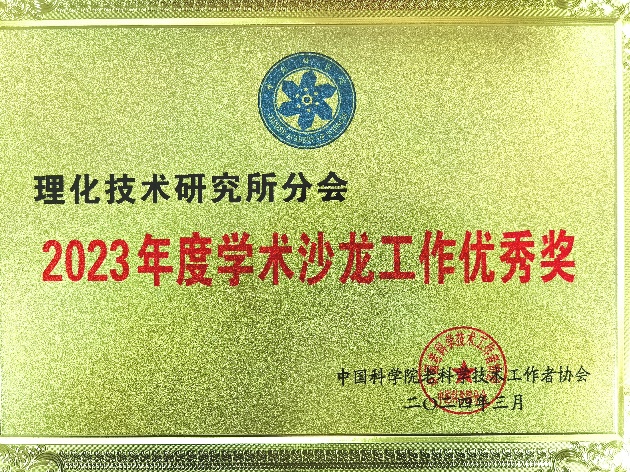 理化技术研究所分会
2023年度学术沙龙工作优秀奖
中国科学院老科学技术工作者协会
二〇二四年三月